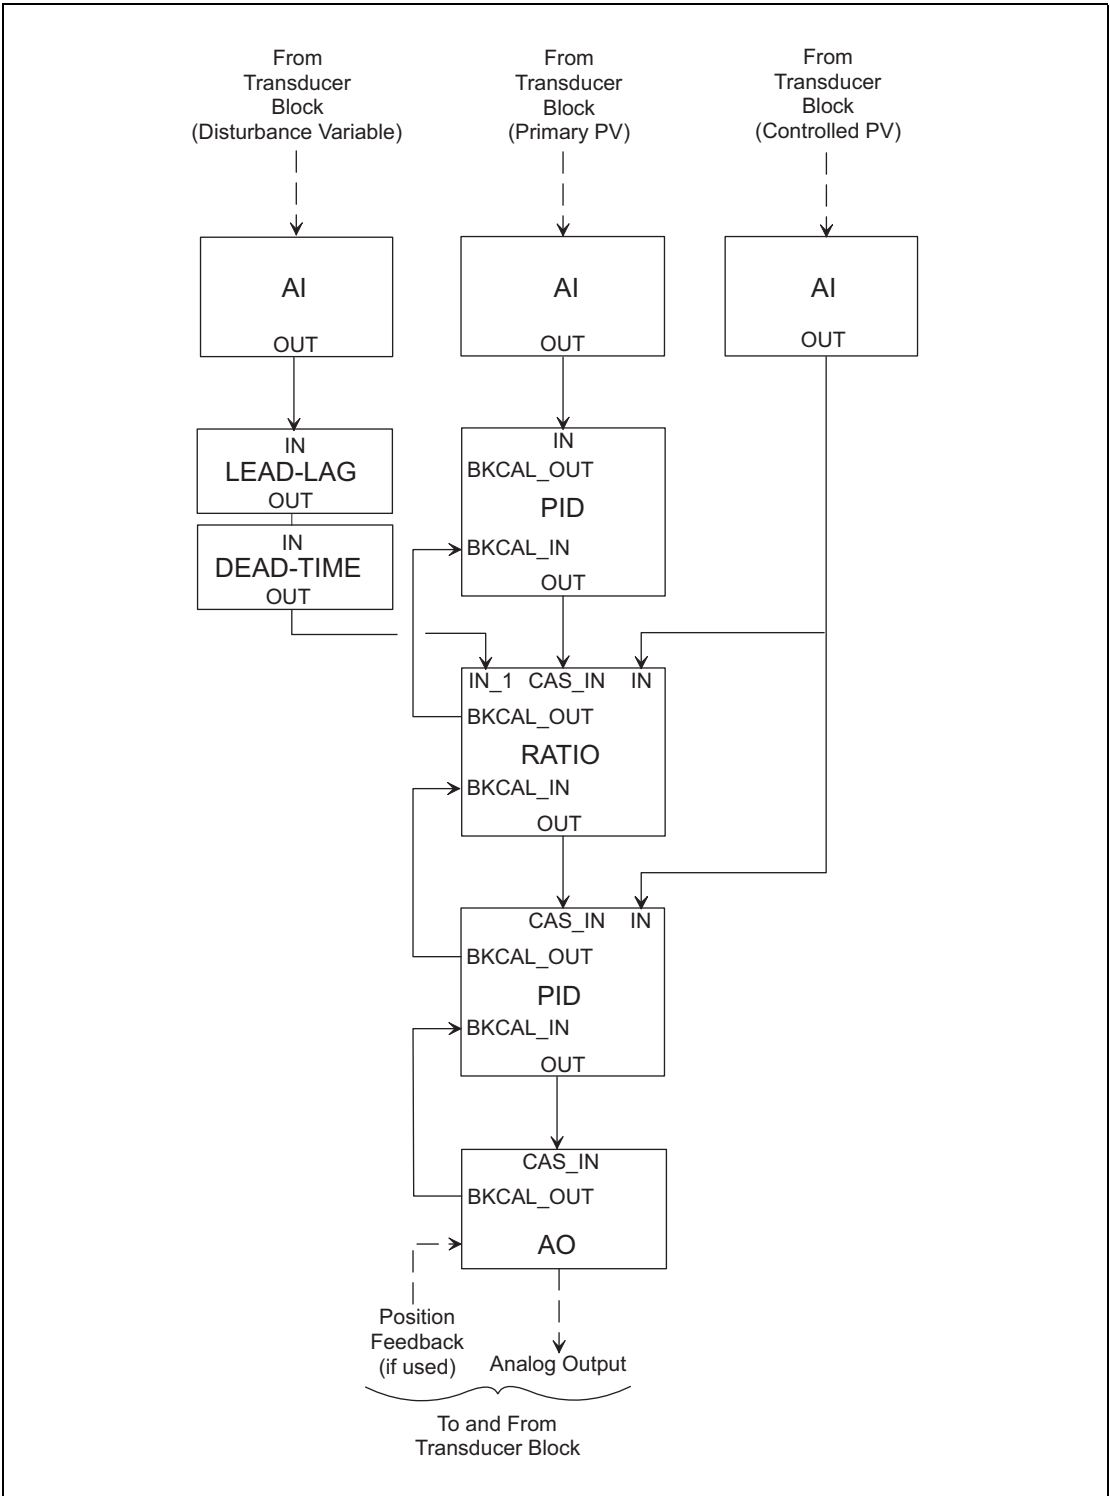 From
Transducer
Block
(Disturbance Variable)
From
Transducer
Block
(Primary PV)
From
Transducer
Block
(Controlled PV)
AI
OUT
AI
OUT
AI
OUT
IN
LEAD-LAG
OUT
IN
DEAD-TIME
OUT
IN
BKCAL_OUT
PID
BKCAL_IN
OUT
IN_1 CAS_IN IN
BKCAL_OUT
RATIO
BKCAL_IN
OUT
CAS_IN IN
BKCAL_OUT
PID
BKCAL_IN
OUT
CAS_IN
BKCAL_OUT
AO
Position
Feedback
(if used)
Analog Output
To and From
Transducer Block